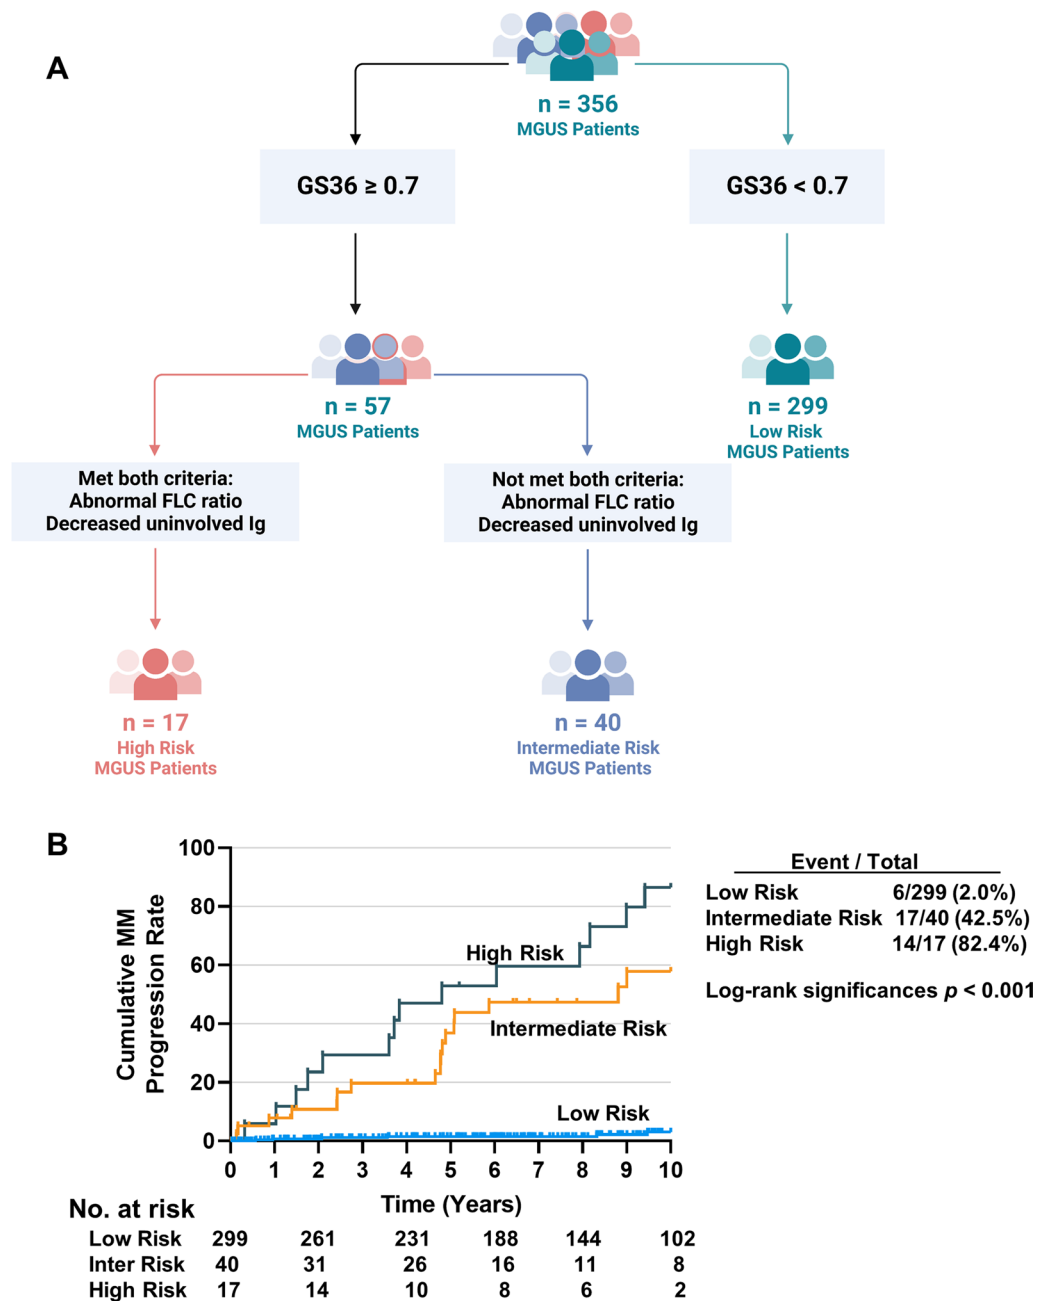 A
n = 356
MGUS Patients
GS36 ≥ 0.7
GS36 < 0.7
n = 57
MGUS Patients
n = 299
Low Risk
MGUS Patients
Met both criteria:
Abnormal FLC ratio
Decreased uninvolved Ig
Not met both criteria:
Abnormal FLC ratio
Decreased uninvolved Ig
n = 17
High Risk
MGUS Patients
n = 40
Intermediate Risk
MGUS Patients
B
Cumulative MM
Progression Rate
100
80
60
40
20
0
High Risk
Intermediate Risk
Low Risk
0 1 2 3 4 5 6 7 8 9 10
Time (Years)
Event / Total
Low Risk 6/299 (2.0%)
Intermediate Risk 17/40 (42.5%)
High Risk 14/17 (82.4%)
Log-rank significances p < 0.001
No. at risk
Low Risk 299 261 231 188 144 102
Inter Risk 40 31 26 16 11 8
High Risk 17 14 10 8 6 2